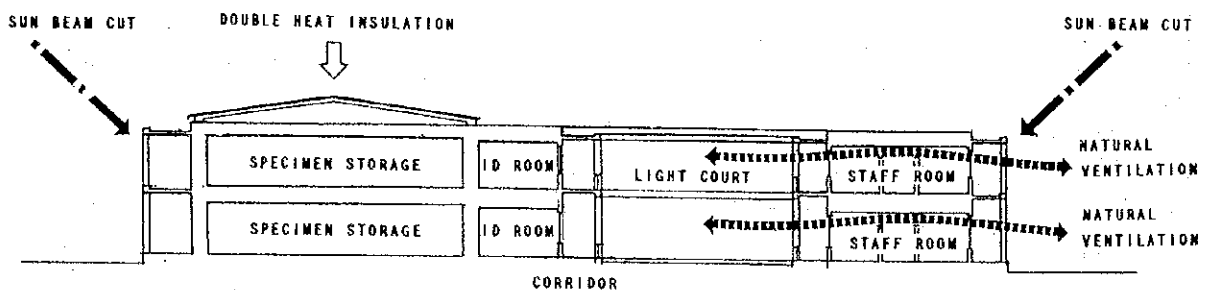 SUN BEAM CUT
DOUBLE HEAT INSULATION
SUN BEAM CUT
SPECIMEN STORAGE
ID ROOM
LIGHT COURT
STAFF ROOM
NATURAL
VENTILATION
SPECIMEN STORAGE
ID ROOM
STAFF ROOM
NATURAL
VENTILATION
CORRIDOR